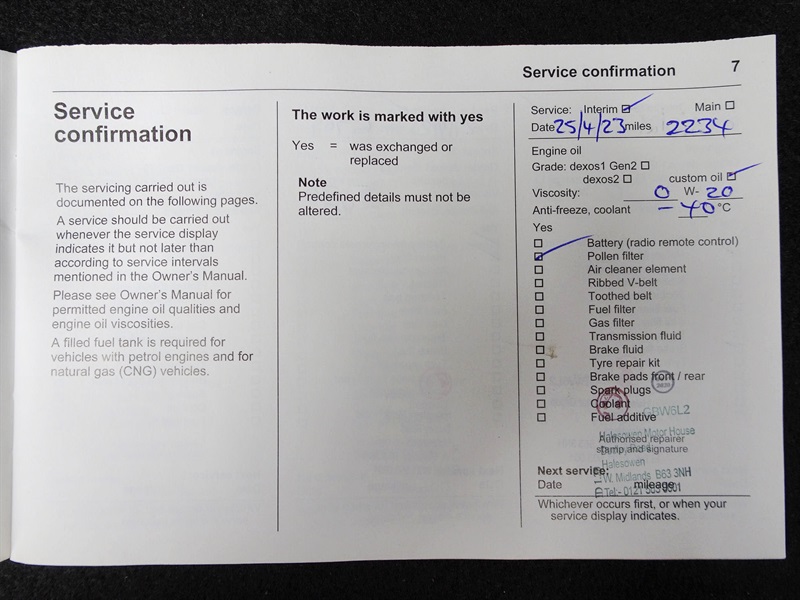 Service confirmation 7
Service
confirmation
The servicing carried out is
documented on the following pages.
A service should be carried out
whenever the service display
indicates it but not later than
according to service intervals
mentioned in the Owner's Manual.
Please see Owner's Manual for
permitted engine oil qualities and
engine oil viscosities.
A filled fuel tank is required for
vehicles with petrol engines and for
natural gas (CNG) vehicles.
The work is marked with yes
Yes = was exchanged or
replaced
Note
Predefined details must not be
altered.
Service: Interim Main
Date 25/4/23 miles 2234
Engine oil
Grade: dexos1 Gen2
dexos2 custom oil
Viscosity: 0 W- 20
Anti-freeze, coolant -40 °C
Yes
Battery (radio remote control)
Pollen filter
Air cleaner element
Ribbed V-belt
Toothed belt
Fuel filter
Gas filter
Transmission fluid
Brake fluid
Tyre repair kit
Brake pads front / rear
Spark plugs
Coolant
Fuel additive
Halesowen Motor House
Authorised repairer
stamp and signature
Halesowen
Next service:
W. Midlands B63 3NH
Date mileage
Whichever occurs first, or when your
service display indicates.